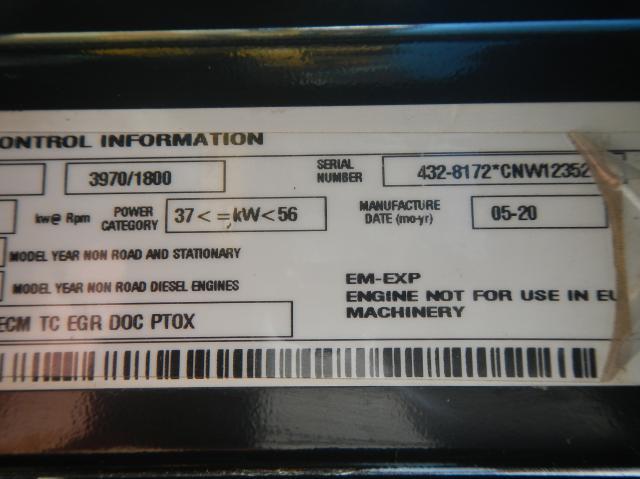 ONTROL INFORMATION
3970/1800
SERIAL NUMBER
432-8172*CNW12352
kw@ Rpm
POWER CATEGORY
37<=kW<56
MANUFACTURE DATE (mo-yr)
05-20
MODEL YEAR NON ROAD AND STATIONARY
MODEL YEAR NON ROAD DIESEL ENGINES
EM-EXP
ENGINE NOT FOR USE IN EU
MACHINERY
ECM TC EGR DOC PTOX